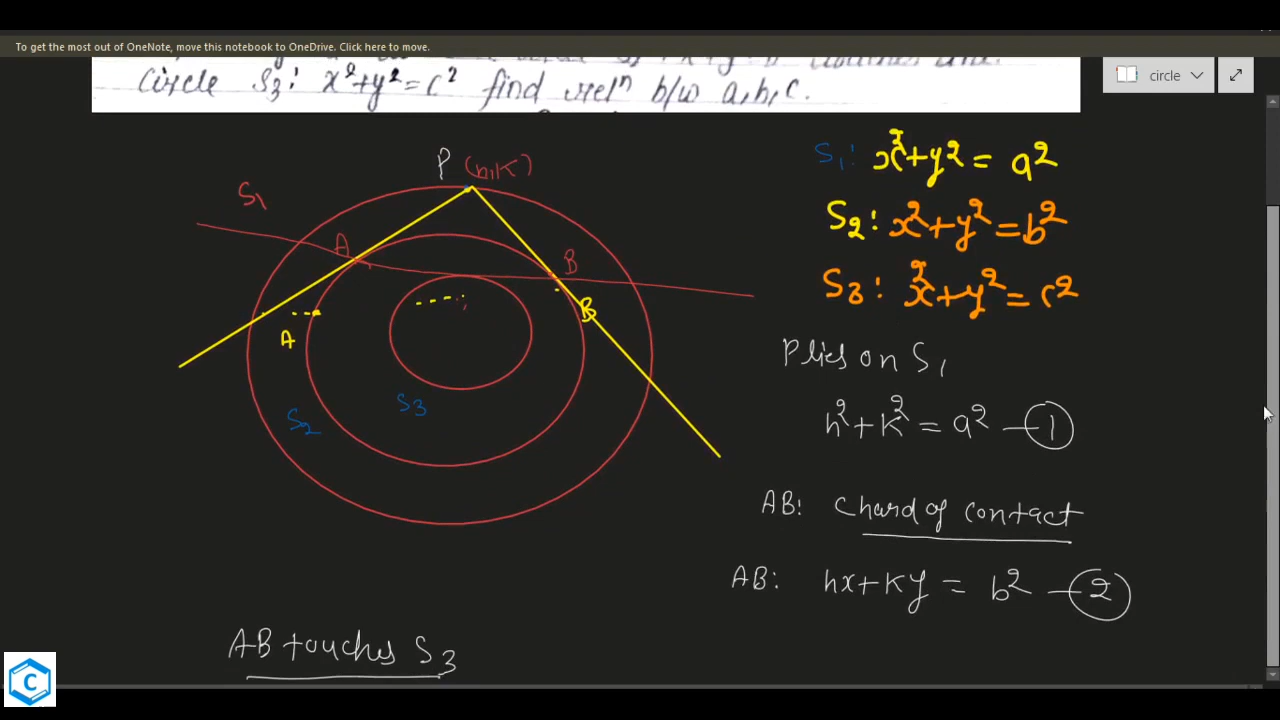 To get the most out of OneNote, move this notebook to OneDrive. Click here to move.
circle
Circle S3: x²+y²=c² find relⁿ b/w a,b,c.
P (h,K)
S1
A
B
A
B
S2
S3
S1: x²+y²=a²
S2: x²+y²=b²
S3: x²+y²=c²
P lies on S1
h²+K²=a² —①
AB: Chord of contact
AB: hx+Ky=b² —②
AB touches S3
C